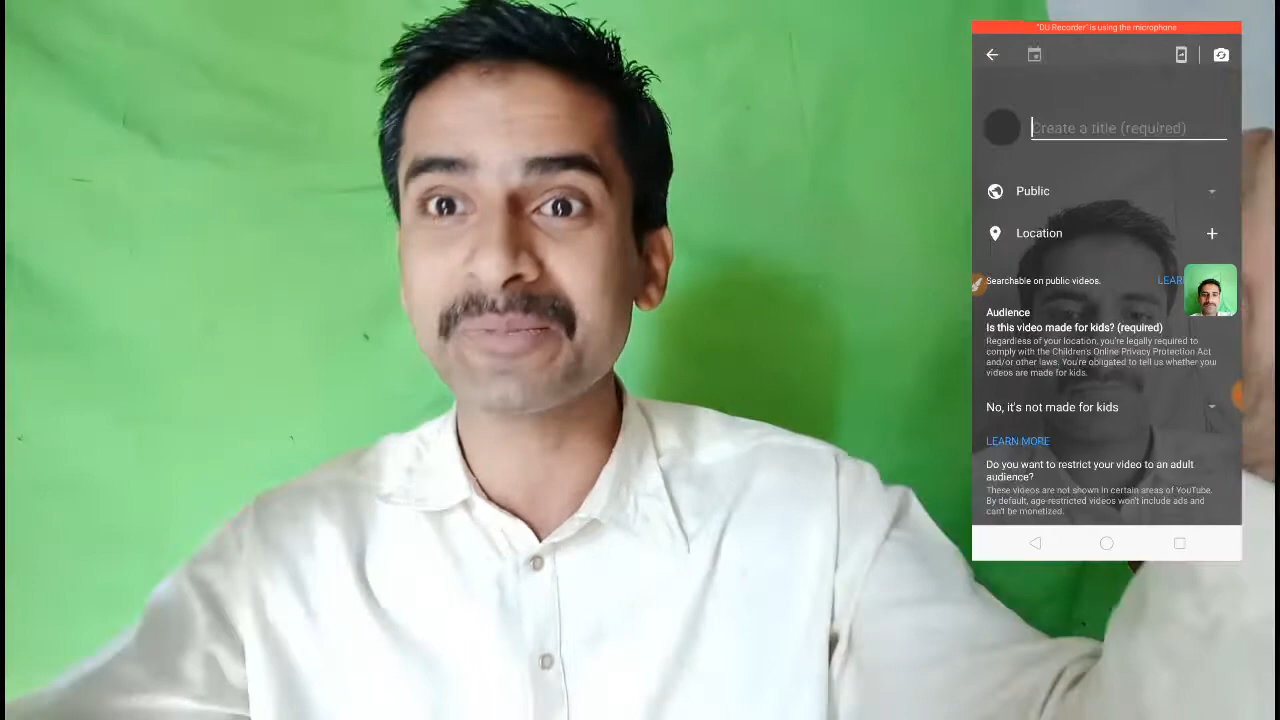 "DU Recorder" is using the microphone
Create a title (required)
Public
Location
Searchable on public videos.
Audience
Is this video made for kids? (required)
Regardless of your location, you're legally required to
comply with the Children's Online Privacy Protection Act
and/or other laws. You're obligated to tell us whether your
videos are made for kids.
No, it's not made for kids
LEARN MORE
Do you want to restrict your video to an adult
audience?
These videos are not shown in certain areas of YouTube.
By default, age-restricted videos won't include ads and
can't be monetized.